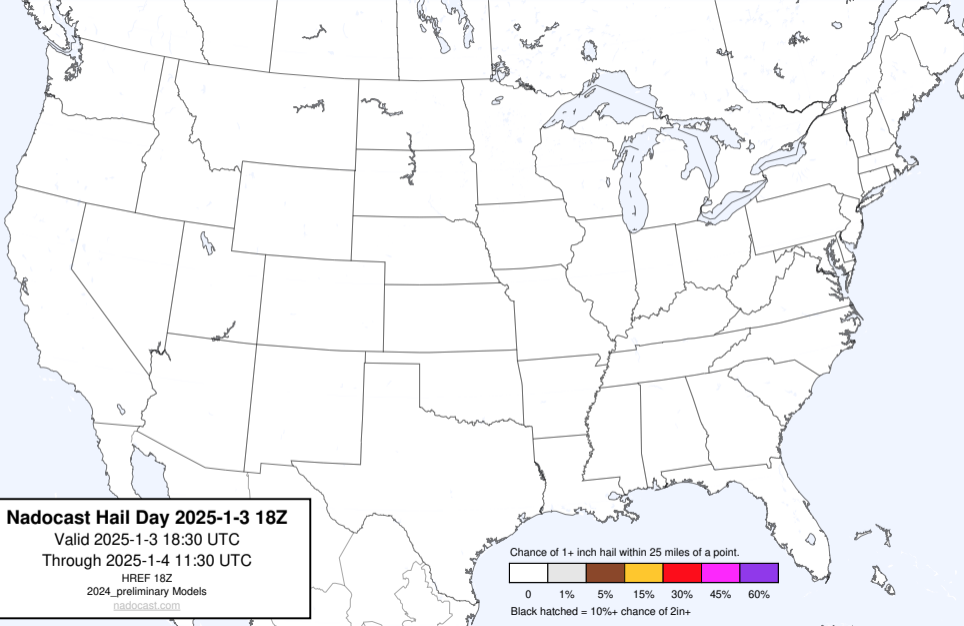 Nadocast Hail Day 2025-1-3 18Z
Valid 2025-1-3 18:30 UTC
Through 2025-1-4 11:30 UTC
HREF 18Z
2024_preliminary Models
nadocast.com
Chance of 1+ inch hail within 25 miles of a point.
0 1% 5% 15% 30% 45% 60%
Black hatched = 10%+ chance of 2in+